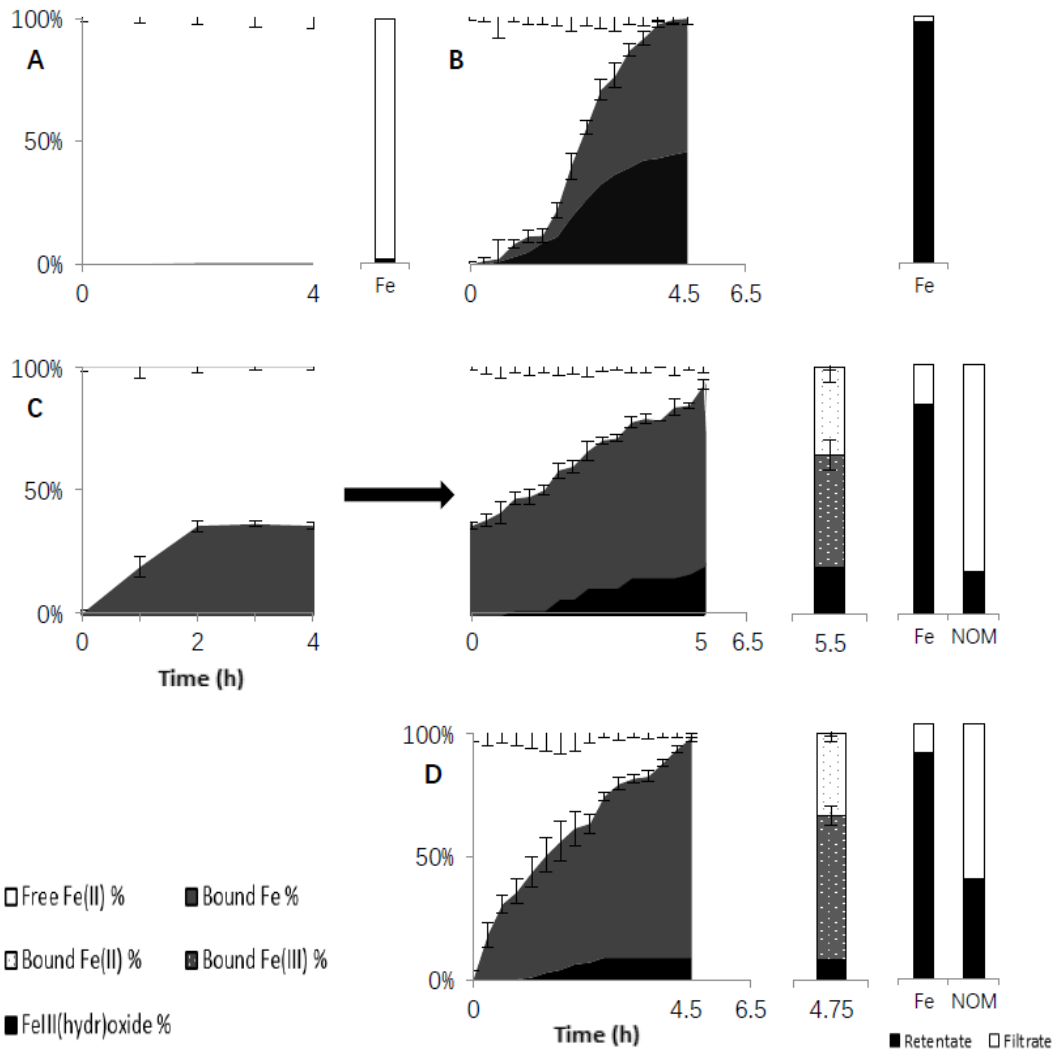 100%
50%
0%
A
0
4
Fe
B
0
4.5
6.5
Fe
100%
50%
0%
C
0
2
4
Time (h)
0
5
6.5
5.5
Fe
NOM
100%
50%
0%
D
0
4.5
6.5
Time (h)
4.75
Fe
NOM
Free Fe(II) %
Bound Fe %
Bound Fe(II) %
Bound Fe(III) %
FeIII(hydr)oxide %
Retentate
Filtrate